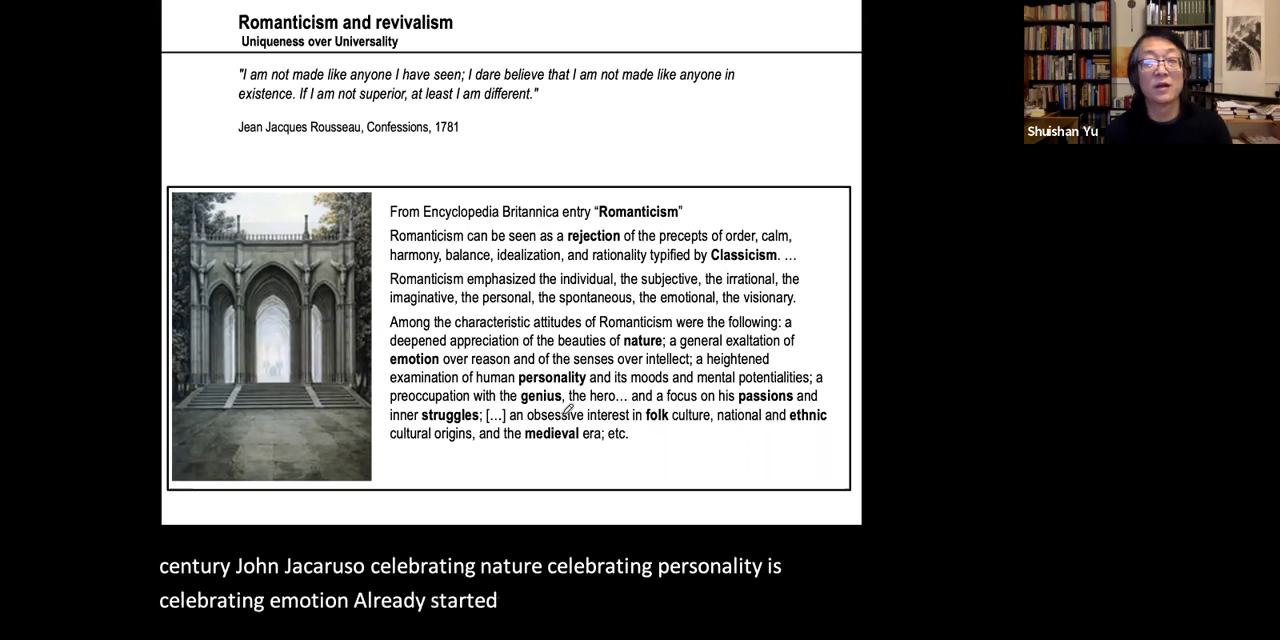 Romanticism and revivalism
Uniqueness over Universality
"I am not made like anyone I have seen; I dare believe that I am not made like anyone in
existence. If I am not superior, at least I am different."
Jean Jacques Rousseau, Confessions, 1781
From Encyclopedia Britannica entry “Romanticism”
Romanticism can be seen as a rejection of the precepts of order, calm,
harmony, balance, idealization, and rationality typified by Classicism. …
Romanticism emphasized the individual, the subjective, the irrational, the
imaginative, the personal, the spontaneous, the emotional, the visionary.
Among the characteristic attitudes of Romanticism were the following: a
deepened appreciation of the beauties of nature; a general exaltation of
emotion over reason and of the senses over intellect; a heightened
examination of human personality and its moods and mental potentialities; a
preoccupation with the genius, the hero… and a focus on his passions and
inner struggles; […] an obsessive interest in folk culture, national and ethnic
cultural origins, and the medieval era; etc.
Shuishan Yu
century John Jacaruso celebrating nature celebrating personality is
celebrating emotion Already started